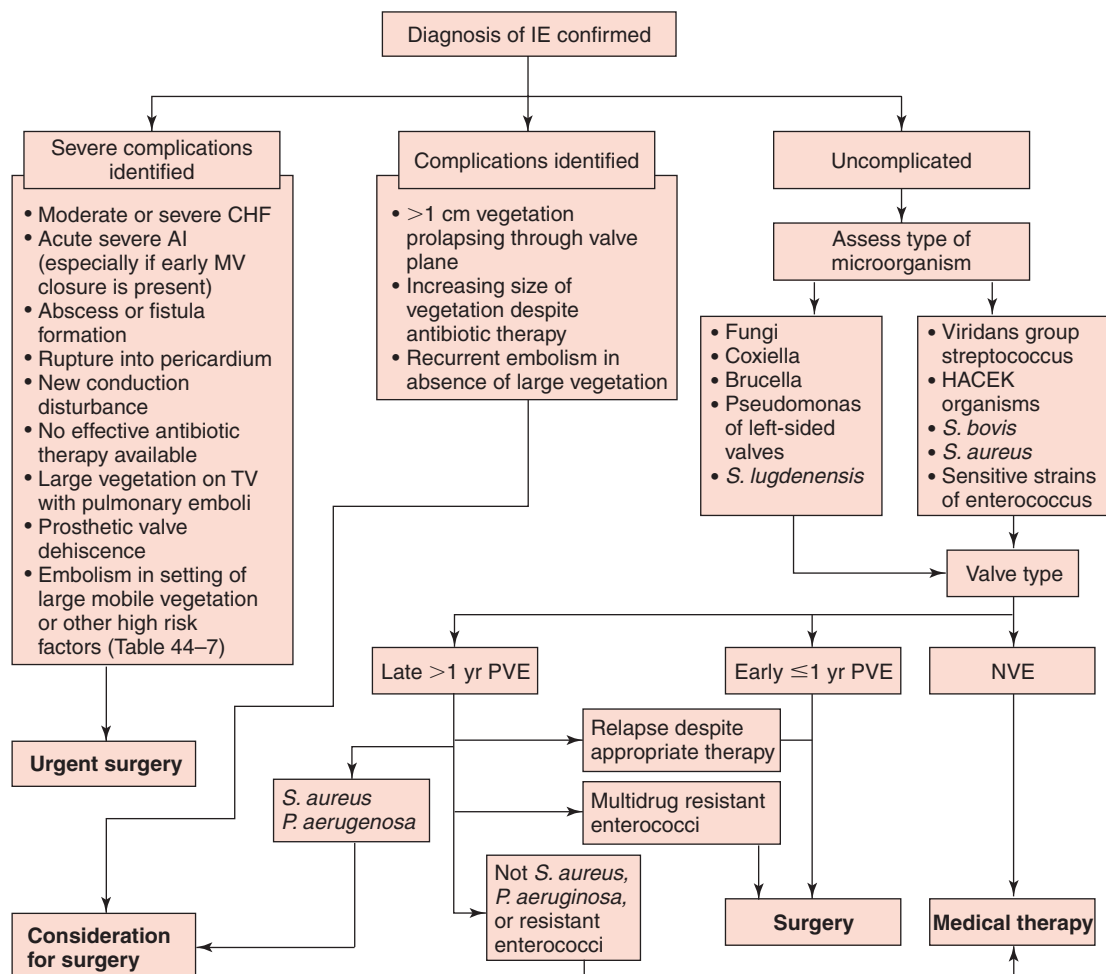 Diagnosis of IE confirmed
Severe complications
identified
• Moderate or severe CHF
• Acute severe AI
(especially if early MV
closure is present)
• Abscess or fistula
formation
• Rupture into pericardium
• New conduction
disturbance
• No effective antibiotic
therapy available
• Large vegetation on TV
with pulmonary emboli
• Prosthetic valve
dehiscence
• Embolism in setting of
large mobile vegetation
or other high risk
factors (Table 44–7)
Urgent surgery
Complications identified
• >1 cm vegetation
prolapsing through valve
plane
• Increasing size of
vegetation despite
antibiotic therapy
• Recurrent embolism in
absence of large vegetation
Uncomplicated
Assess type of
microorganism
• Fungi
• Coxiella
• Brucella
• Pseudomonas
of left-sided
valves
• S. lugdenensis
• Viridans group
streptococcus
• HACEK
organisms
• S. bovis
• S. aureus
• Sensitive strains
of enterococcus
Valve type
Late >1 yr PVE
Early ≤1 yr PVE
NVE
Relapse despite
appropriate therapy
S. aureus
P. aerugenosa
Multidrug resistant
enterococci
Not S. aureus,
P. aeruginosa,
or resistant
enterococci
Consideration
for surgery
Surgery
Medical therapy